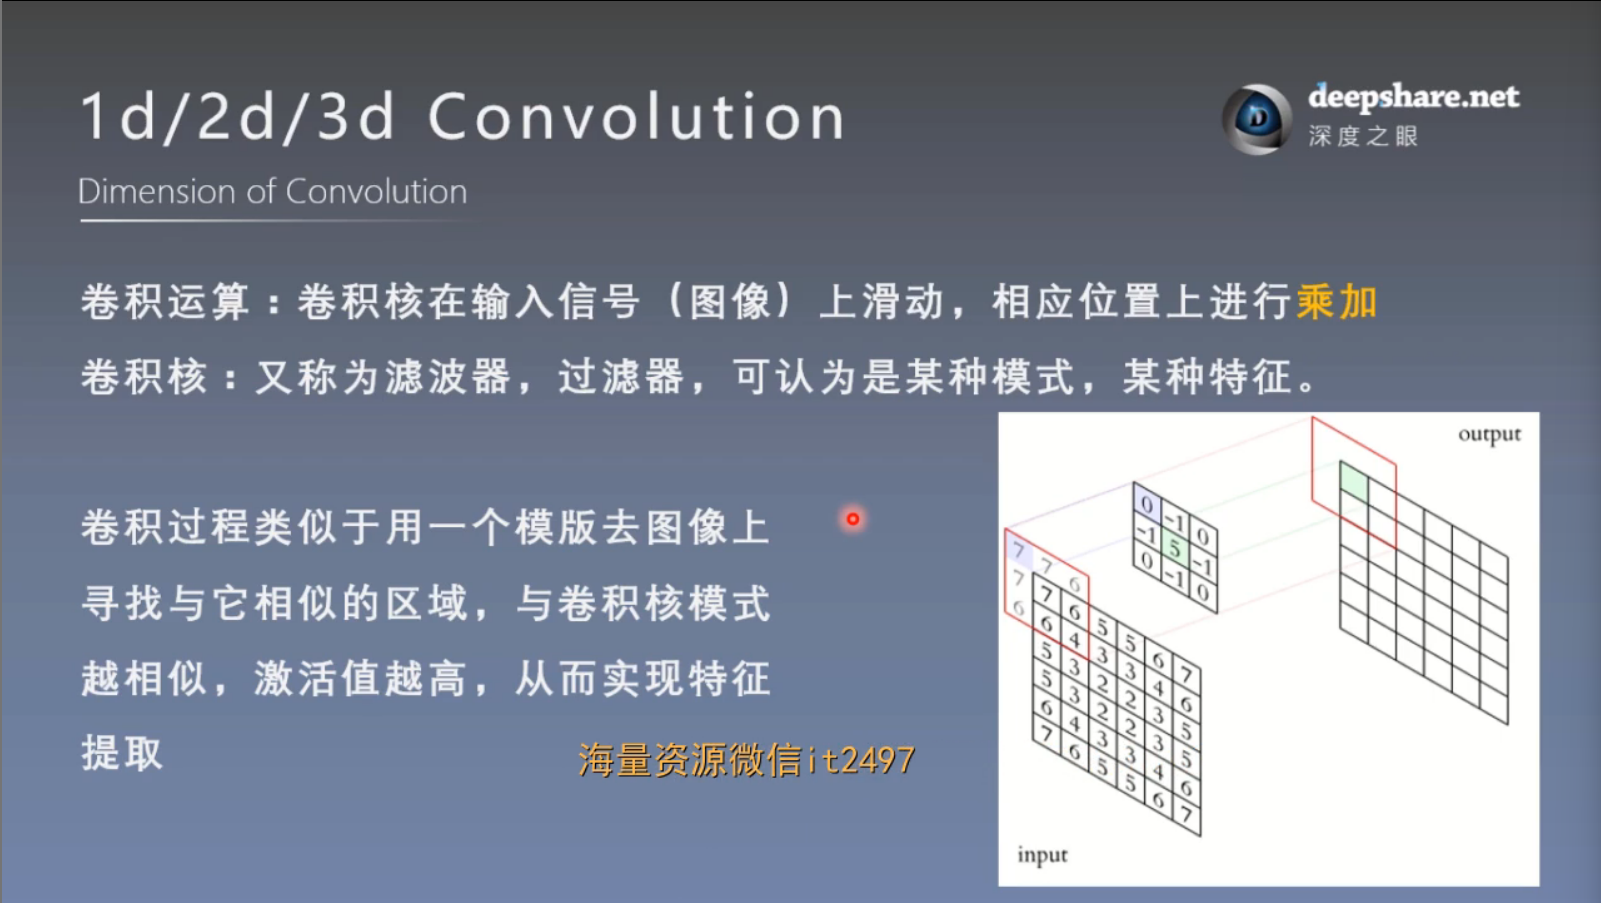 1d/2d/3d Convolution
deepshare.net
深度之眼
Dimension of Convolution
卷积运算：卷积核在输入信号（图像）上滑动，相应位置上进行乘加
卷积核：又称为滤波器，过滤器，可认为是某种模式，某种特征。
卷积过程类似于用一个模版去图像上
寻找与它相似的区域，与卷积核模式
越相似，激活值越高，从而实现特征
提取
海量资源微信it2497
output
0 -1 0
-1 5 -1
0 -1 0
7 7 6
7 7 6 5 5 6 7
6 6 4 3 3 4 6
5 3 2 2 3 5
5 3 2 2 3 5
6 4 3 3 4 6
7 6 5 5 6 7
input